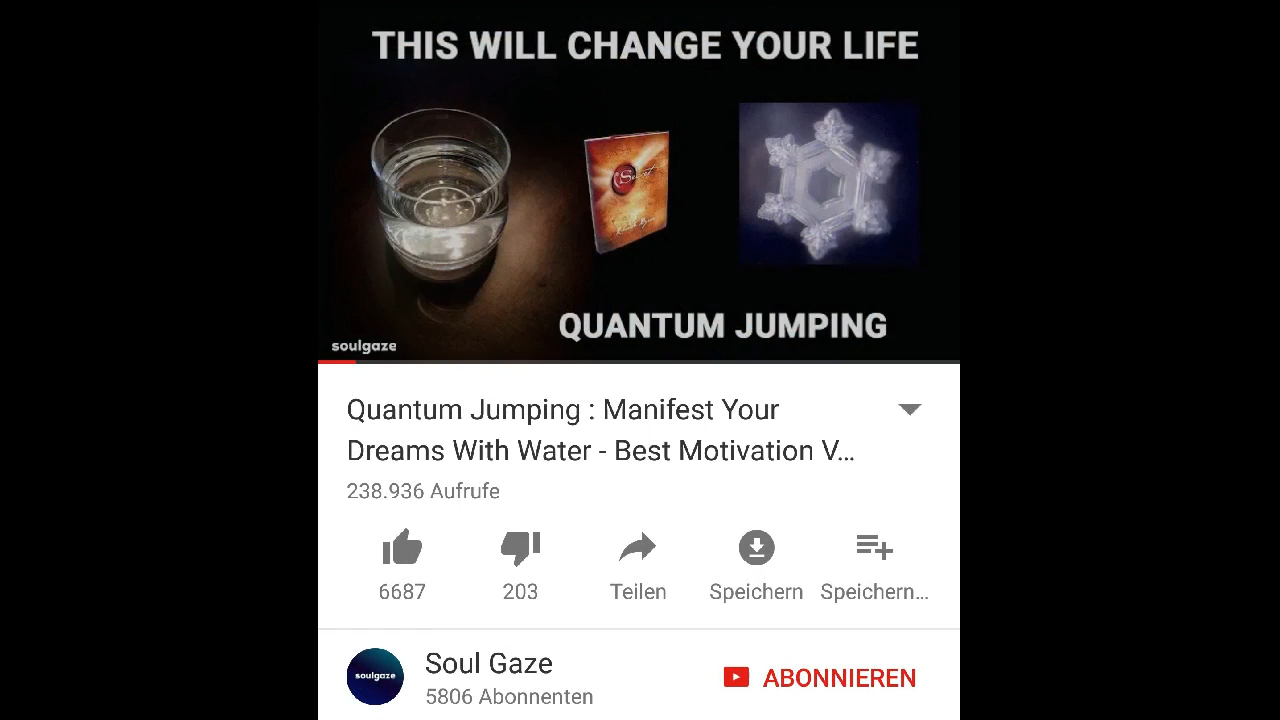 THIS WILL CHANGE YOUR LIFE
Secret
QUANTUM JUMPING
soulgaze
Quantum Jumping : Manifest Your
Dreams With Water - Best Motivation V...
238.936 Aufrufe
6687
203
Teilen
Speichern
Speichern...
soulgaze
Soul Gaze
5806 Abonnenten
ABONNIEREN